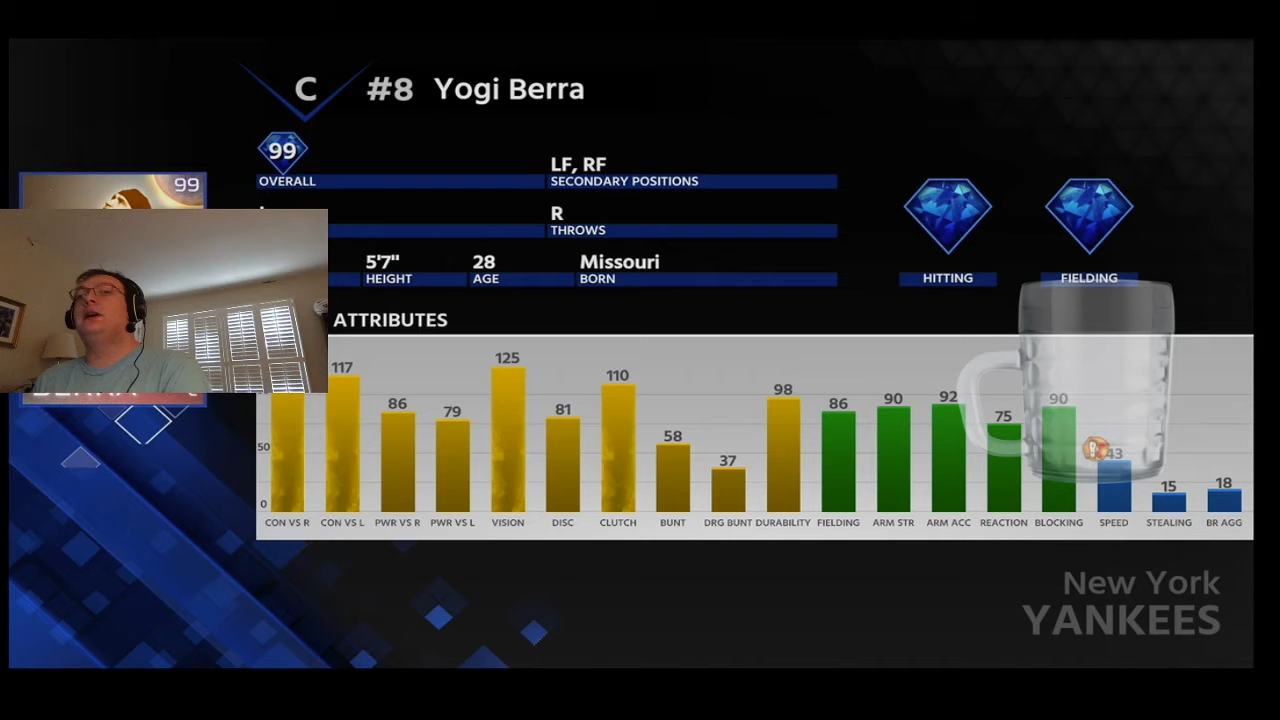 C #8 Yogi Berra
99
OVERALL
LF, RF
SECONDARY POSITIONS
99
R
THROWS
5'7"
HEIGHT
28
AGE
Missouri
BORN
HITTING
FIELDING
ATTRIBUTES
117 86 79 125 81 110 58 37 98 86 90 92 75 90 43 15 18
50
0
CON VS R CON VS L PWR VS R PWR VS L VISION DISC CLUTCH BUNT DRG BUNT DURABILITY FIELDING ARM STR ARM ACC REACTION BLOCKING SPEED STEALING BR AGG
New York
YANKEES